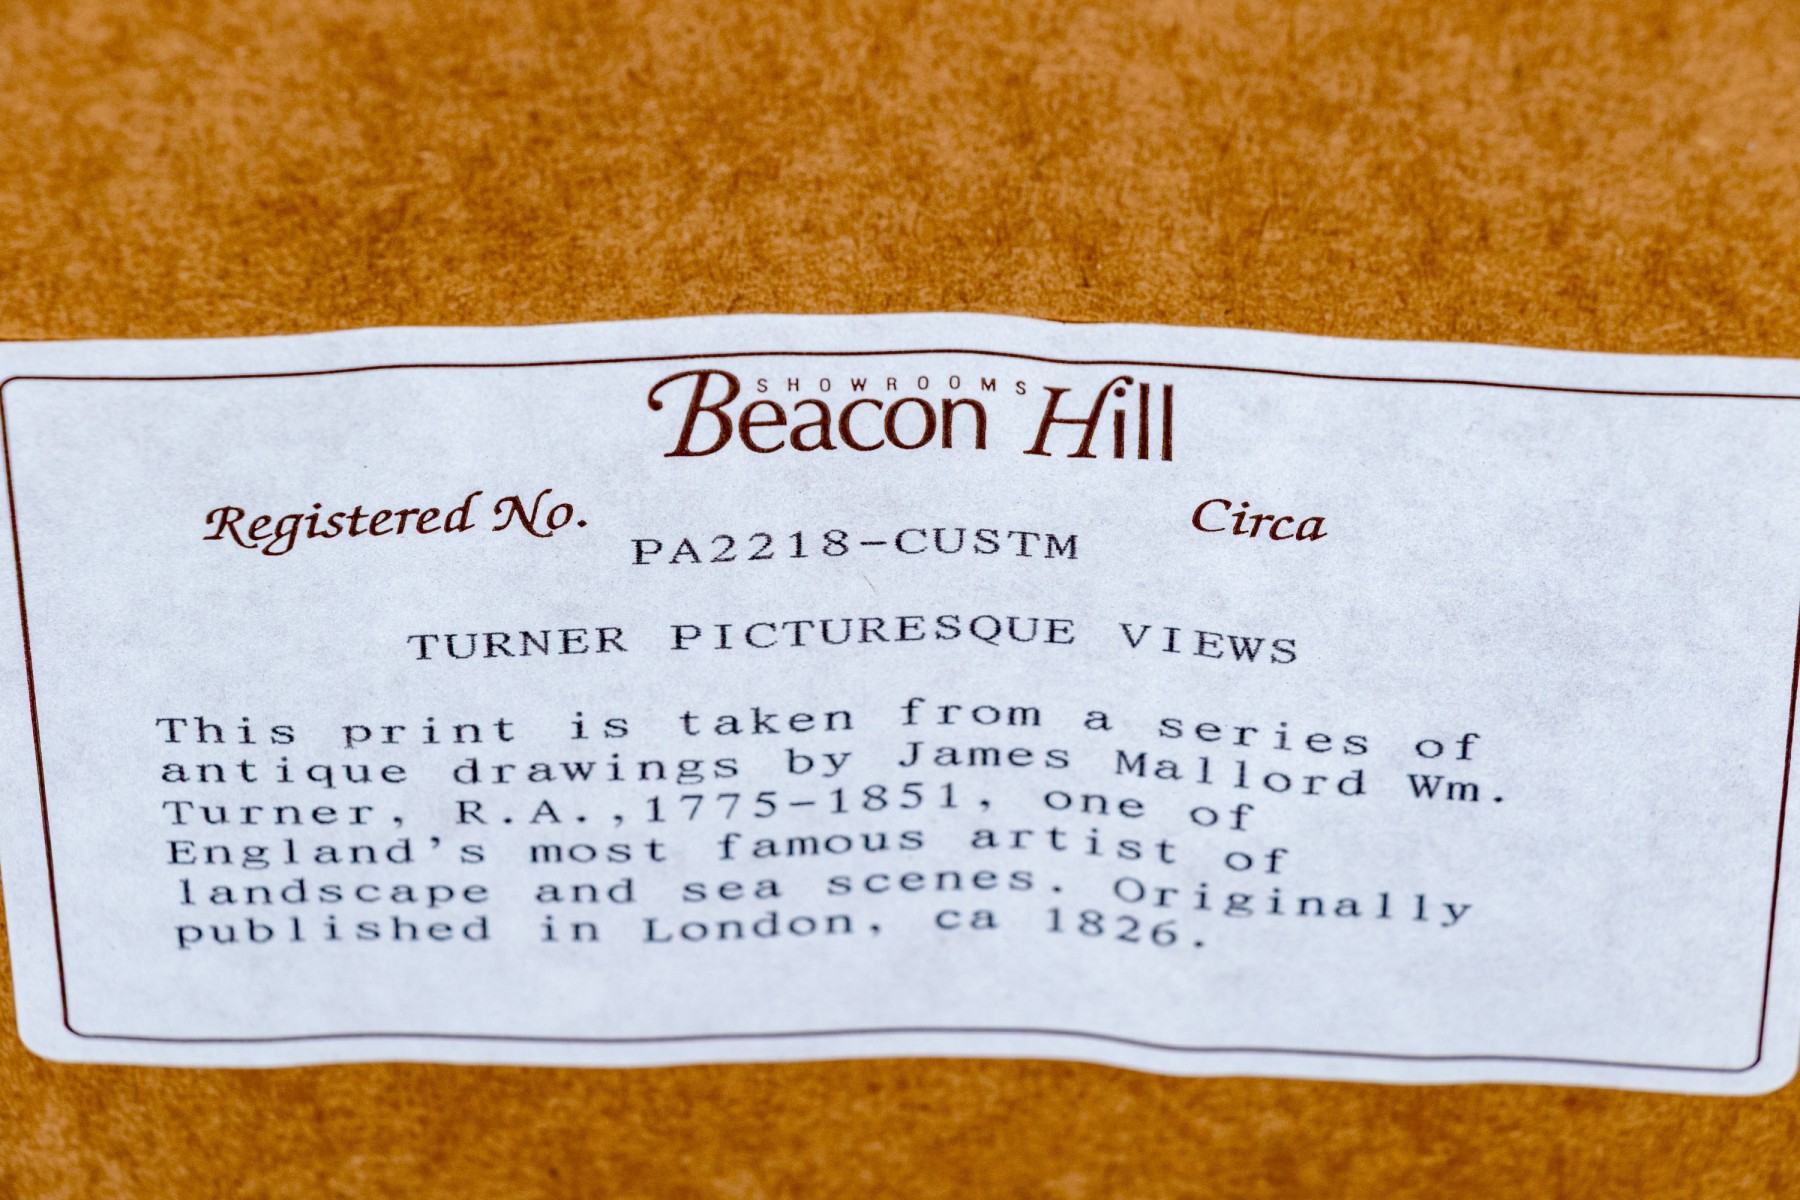 SHOWROOMS
Beacon Hill
Registered No. PA2218-CUSTM Circa
TURNER PICTURESQUE VIEWS
This print is taken from a series of
antique drawings by James Mallord Wm.
Turner, R.A.,1775-1851, one of
England's most famous artist of
landscape and sea scenes. Originally
published in London, ca 1826.